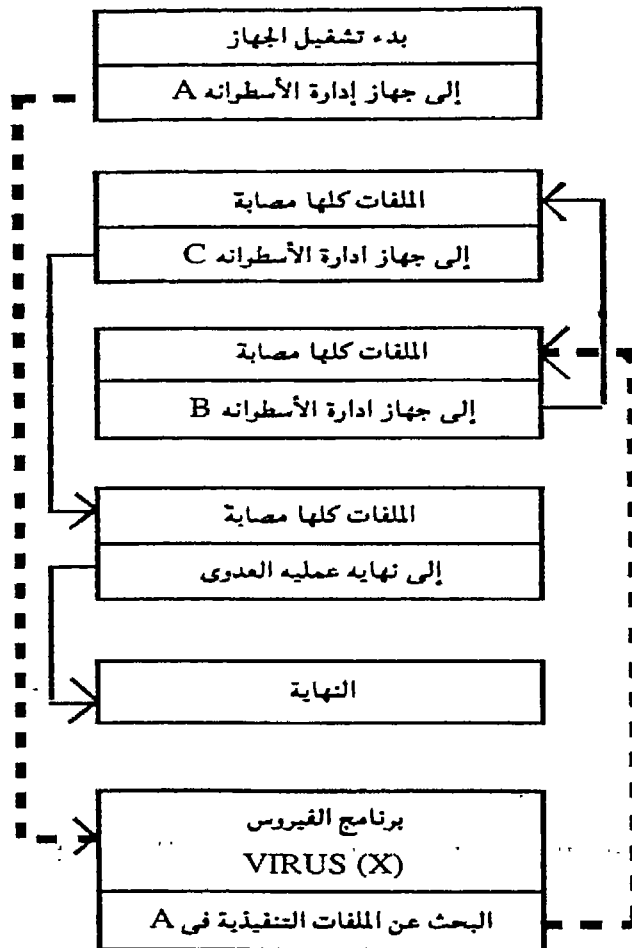 بدء تشغيل الجهاز
إلى جهاز إدارة الأسطوانه A
الملفات كلها مصابة
إلى جهاز ادارة الأسطوانه C
الملفات كلها مصابة
إلى جهاز ادارة الأسطوانه B
الملفات كلها مصابة
إلى نهايه عمليه العدوى
النهاية
برنامج الفيروس
VIRUS (X)
البحث عن الملفات التنفيذية فى A